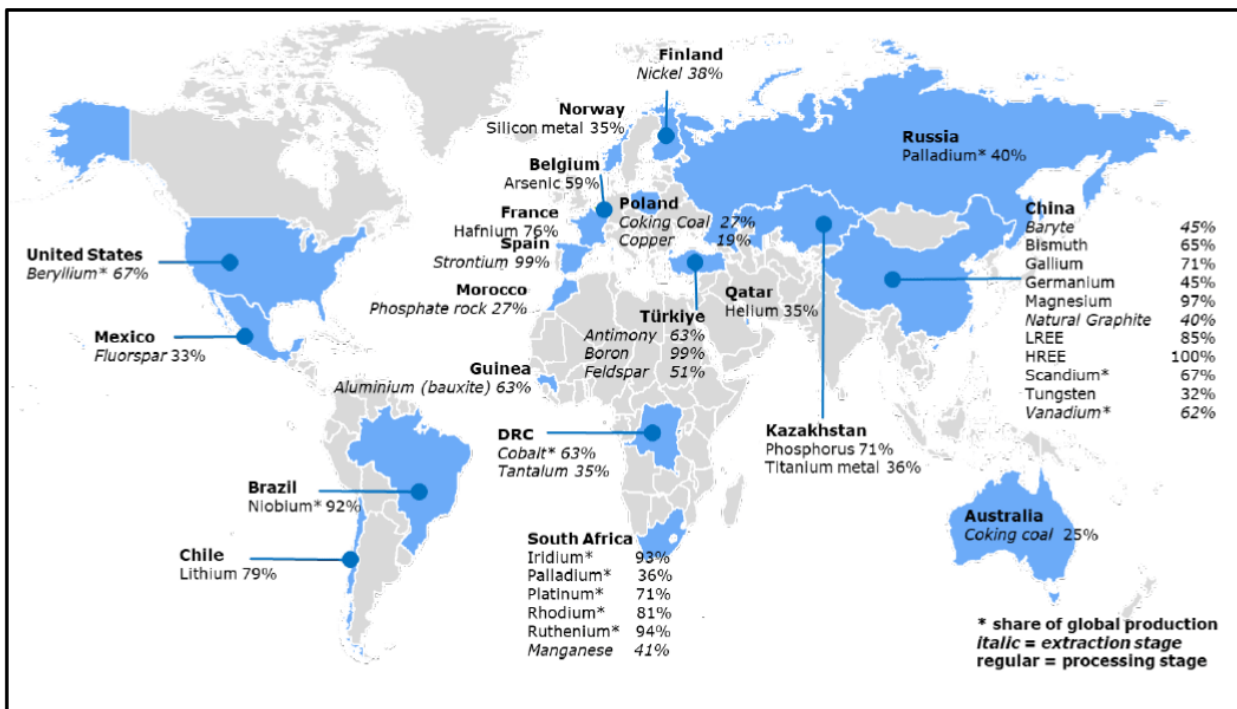 Finland
Nickel 38%
Norway
Silicon metal 35%
Russia
Palladium* 40%
Belgium
Arsenic 59%
Poland
Coking Coal 27%
Copper 19%
France
Hafnium 76%
Spain
Strontium 99%
China
Baryte 45%
Bismuth 65%
Gallium 71%
Germanium 45%
Magnesium 97%
Natural Graphite 40%
LREE 85%
HREE 100%
Scandium* 67%
Tungsten 32%
Vanadium* 62%
United States
Beryllium* 67%
Morocco
Phosphate rock 27%
Qatar
Helium 35%
Türkiye
Antimony 63%
Boron 99%
Feldspar 51%
Mexico
Fluorspar 33%
Guinea
Aluminium (bauxite) 63%
DRC
Cobalt* 63%
Tantalum 35%
Kazakhstan
Phosphorus 71%
Titanium metal 36%
Brazil
Niobium* 92%
Australia
Coking coal 25%
Chile
Lithium 79%
South Africa
Iridium* 93%
Palladium* 36%
Platinum* 71%
Rhodium* 81%
Ruthenium* 94%
Manganese 41%
* share of global production
italic = extraction stage
regular = processing stage